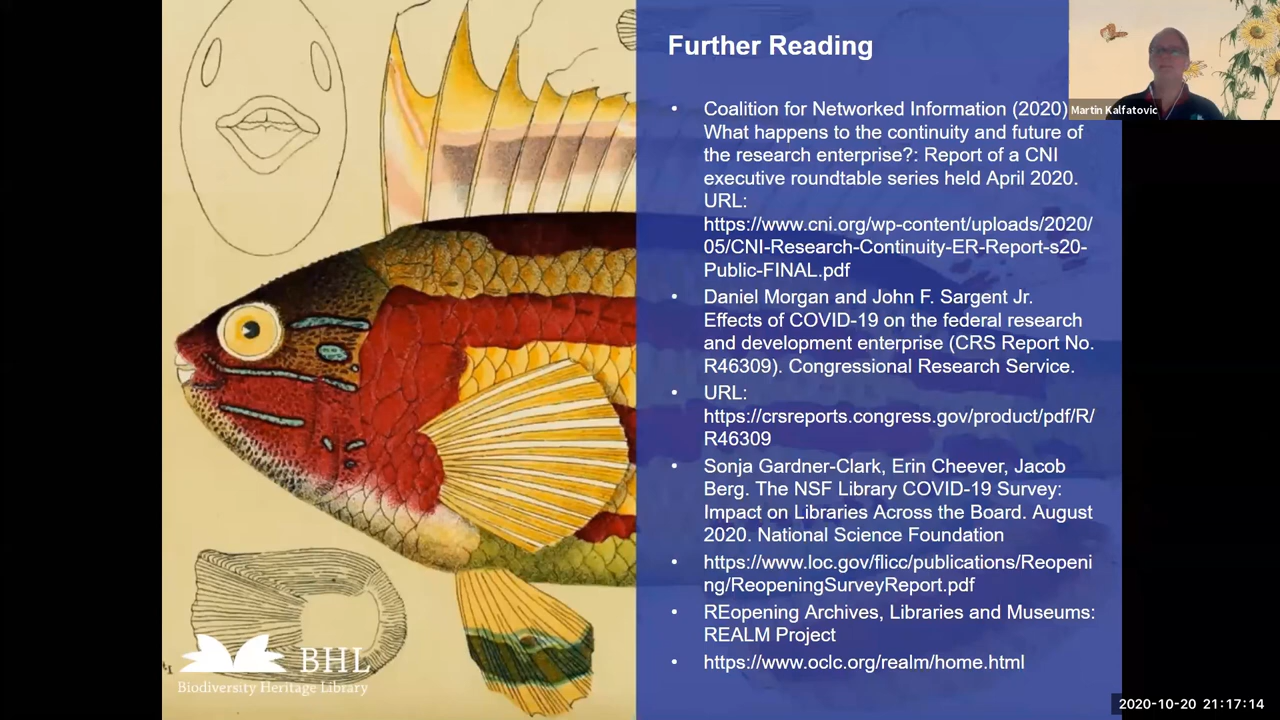 Further Reading
Martin Kalfatovic
• Coalition for Networked Information (2020)
What happens to the continuity and future of
the research enterprise?: Report of a CNI
executive roundtable series held April 2020.
URL:
https://www.cni.org/wp-content/uploads/2020/
05/CNI-Research-Continuity-ER-Report-s20-
Public-FINAL.pdf
• Daniel Morgan and John F. Sargent Jr.
Effects of COVID-19 on the federal research
and development enterprise (CRS Report No.
R46309). Congressional Research Service.
• URL:
https://crsreports.congress.gov/product/pdf/R/
R46309
• Sonja Gardner-Clark, Erin Cheever, Jacob
Berg. The NSF Library COVID-19 Survey:
Impact on Libraries Across the Board. August
2020. National Science Foundation
• https://www.loc.gov/flicc/publications/Reopeni
ng/ReopeningSurveyReport.pdf
• REopening Archives, Libraries and Museums:
REALM Project
• https://www.oclc.org/realm/home.html
BHL
Biodiversity Heritage Library
2020-10-20 21:17:14